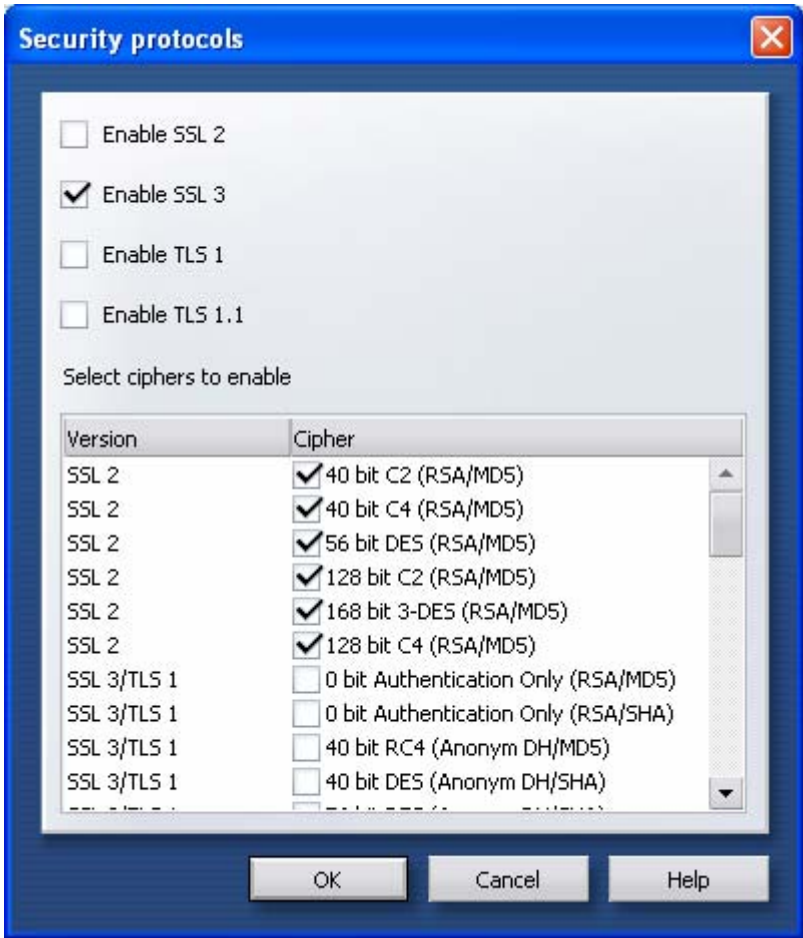 Security protocols
Enable SSL 2
Enable SSL 3
Enable TLS 1
Enable TLS 1.1
Select ciphers to enable
Version Cipher
SSL 2 40 bit C2 (RSA/MD5)
SSL 2 40 bit C4 (RSA/MD5)
SSL 2 56 bit DES (RSA/MD5)
SSL 2 128 bit C2 (RSA/MD5)
SSL 2 168 bit 3-DES (RSA/MD5)
SSL 2 128 bit C4 (RSA/MD5)
SSL 3/TLS 1 0 bit Authentication Only (RSA/MD5)
SSL 3/TLS 1 0 bit Authentication Only (RSA/SHA)
SSL 3/TLS 1 40 bit RC4 (Anonym DH/MD5)
SSL 3/TLS 1 40 bit DES (Anonym DH/SHA)
OK Cancel Help